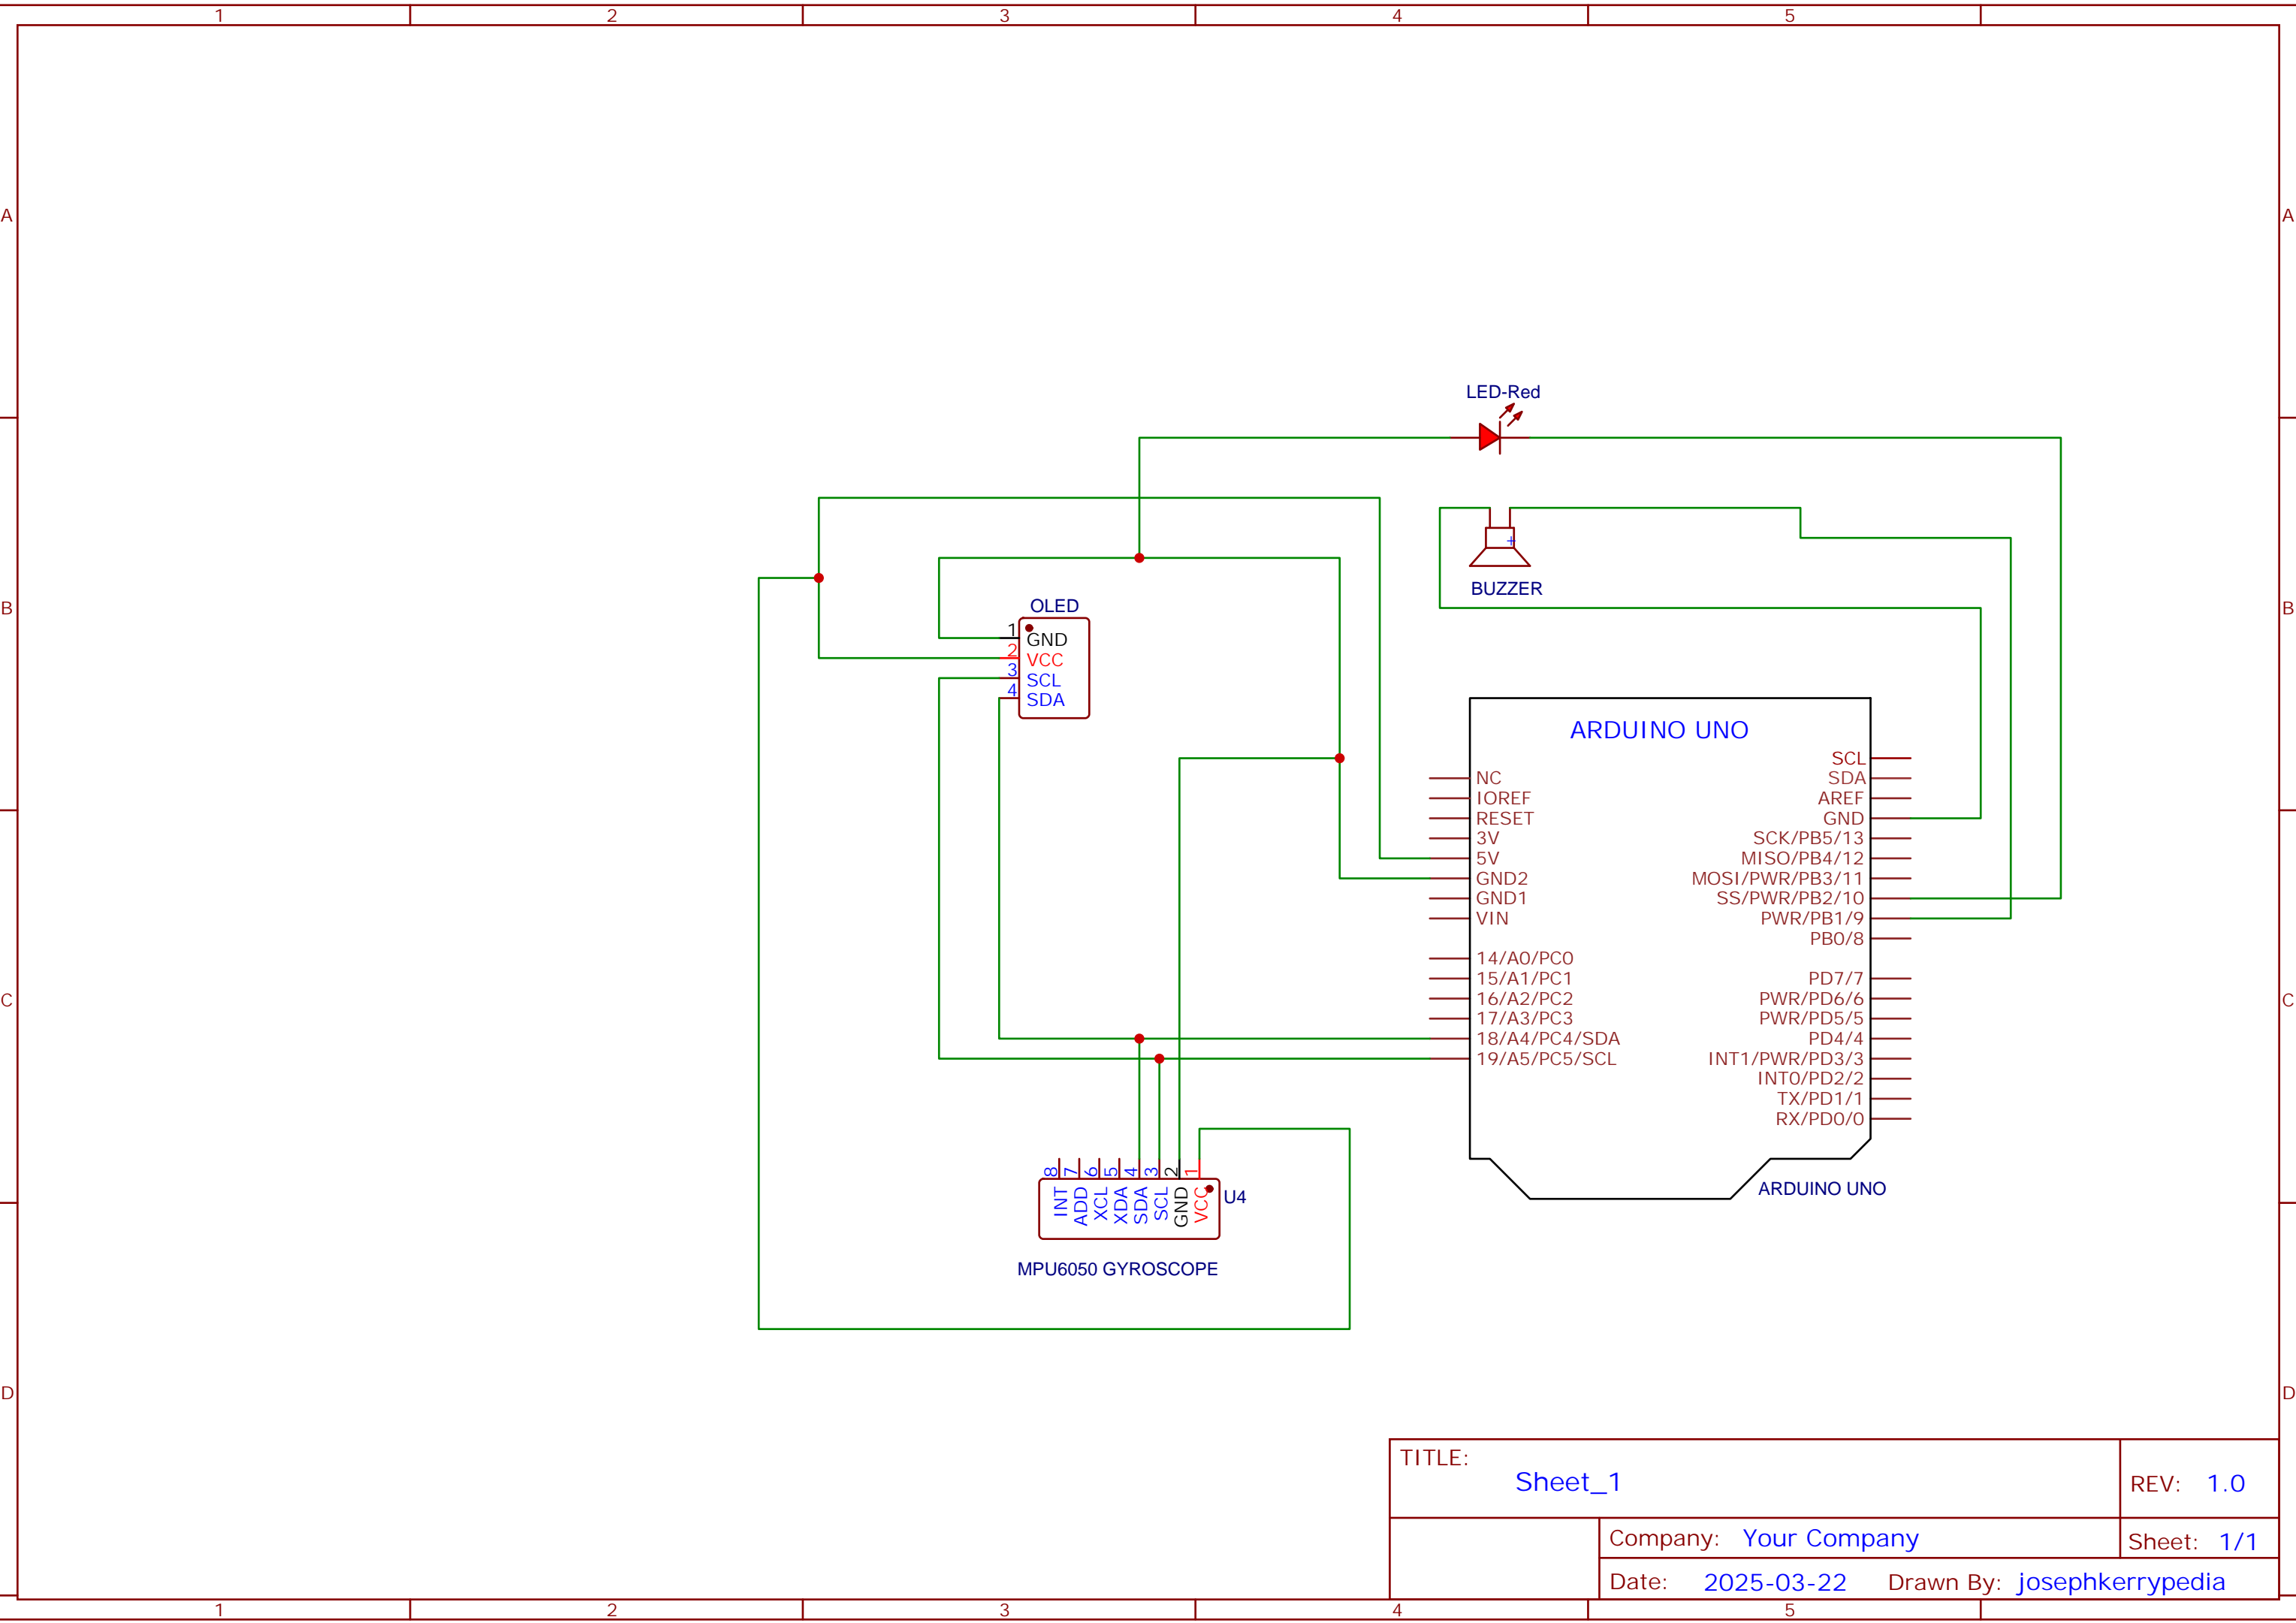 1 2 3 4 5
A A
LED-Red
+
BUZZER
B B
OLED
1 GND
2 VCC
3 SCL
4 SDA
ARDUINO UNO
NC
IOREF
RESET
3V
5V
GND2
GND1
VIN
14/A0/PC0
15/A1/PC1
16/A2/PC2
17/A3/PC3
18/A4/PC4/SDA
19/A5/PC5/SCL
SCL
SDA
AREF
GND
SCK/PB5/13
MISO/PB4/12
MOSI/PWR/PB3/11
SS/PWR/PB2/10
PWR/PB1/9
PB0/8
PD7/7
PWR/PD6/6
PWR/PD5/5
PD4/4
INT1/PWR/PD3/3
INT0/PD2/2
TX/PD1/1
RX/PD0/0
ARDUINO UNO
C C
8 INT
7 ADD
6 XCL
5 XDA
4 SDA
3 SCL
2 GND
1 VCC
U4
MPU6050 GYROSCOPE
D D
TITLE:
Sheet_1
REV: 1.0
Company: Your Company
Sheet: 1/1
Date: 2025-03-22 Drawn By: josephkerrypedia
1 2 3 4 5